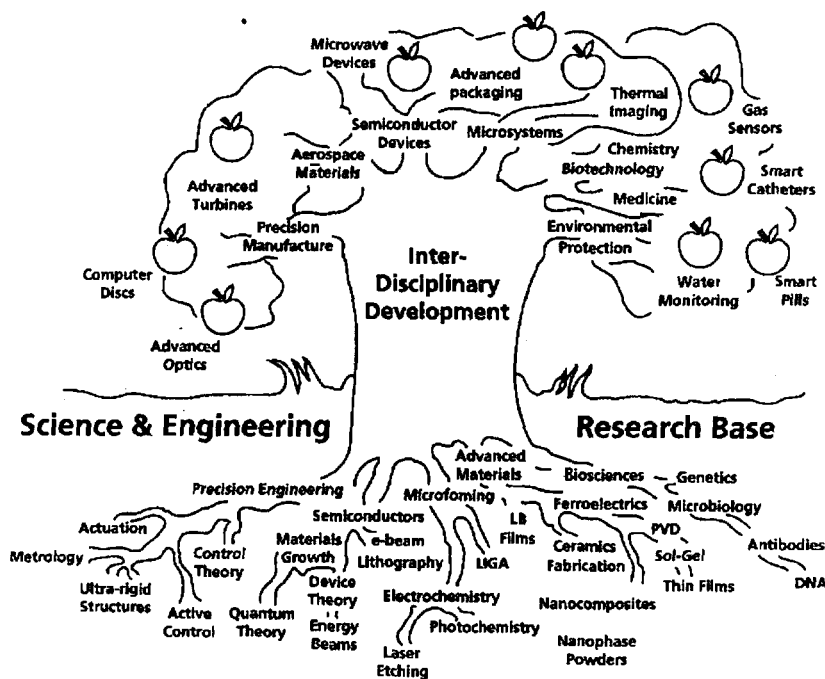 Microwave
Devices
Advanced
packaging
Thermal
Imaging
Gas
Sensors
Semiconductor
Devices
Microsystems
Aerospace
Materials
Chemistry
Biotechnology
Smart
Catheters
Advanced
Turbines
Medicine
Precision
Manufacture
Environmental
Protection
Inter-
Disciplinary
Development
Computer
Discs
Water
Monitoring
Smart
Pills
Advanced
Optics
Science & Engineering
Research Base
Advanced
Materials
Biosciences
Genetics
Precision Engineering
Microfoming
Ferroelectrics
Microbiology
Semiconductors
LB
Films
PVD
Actuation
Materials
Growth
e-beam
Lithography
Antibodies
Metrology
Control
Theory
LIGA
Ceramics
Fabrication
Sol-Gel
Ultra-rigid
Structures
Device
Theory
Thin Films
DNA
Active
Control
Quantum
Theory
Electrochemistry
Nanocomposites
Energy
Beams
Photochemistry
Laser
Etching
Nanophase
Powders